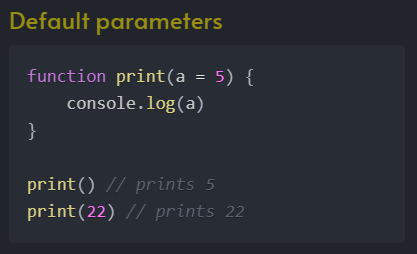 Default parameters
function print(a = 5) {
    console.log(a)
}
print() // prints 5
print(22) // prints 22